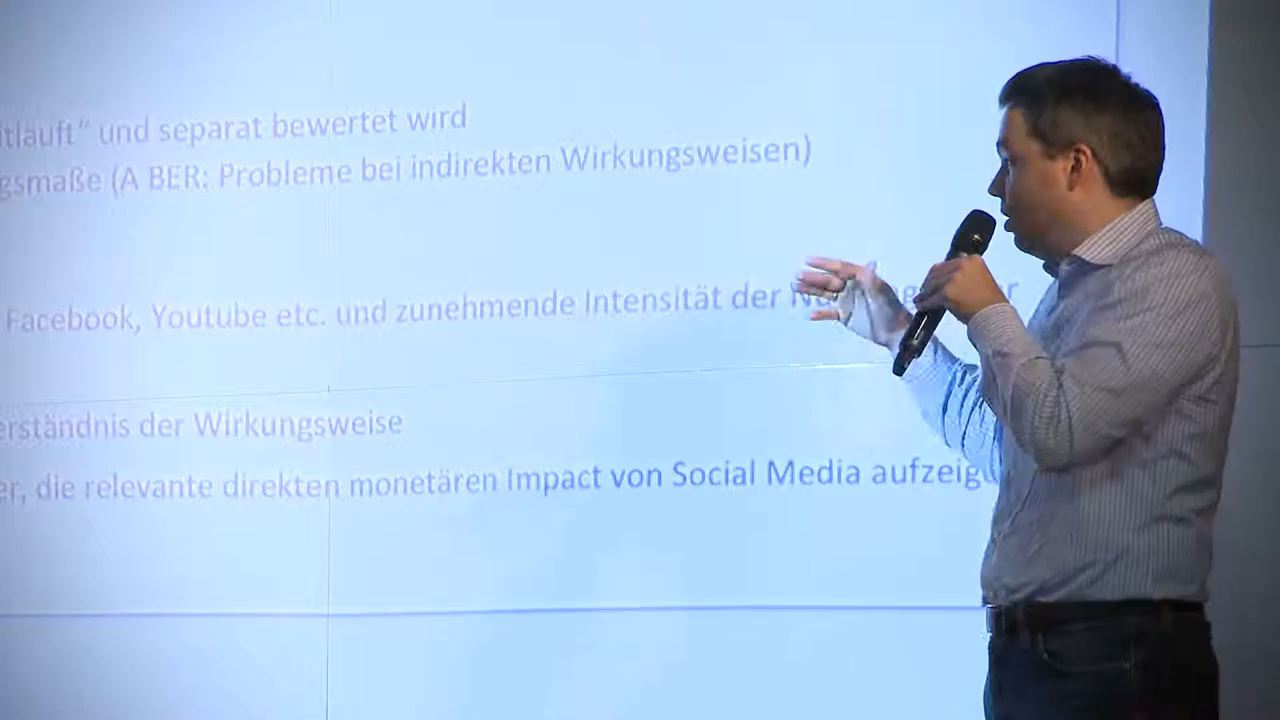 itläuft“ und separat bewertet wird
gsmaße (A BER: Probleme bei indirekten Wirkungsweisen)
Facebook, Youtube etc. und zunehmende Intensität der
erständnis der Wirkungsweise
er, die relevante direkten monetären Impact von Social Media aufzeig